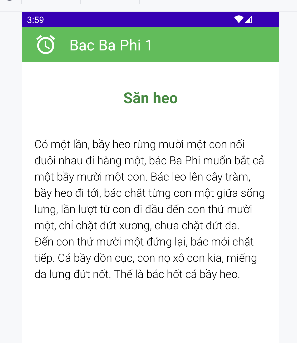 3:59
Bac Ba Phi 1
Săn heo
Có một lần, bầy heo rừng mươi một con nối
đuôi nhau đi hàng một, bác Ba Phi muốn bắt cả
một bầy mười một con. Bác leo lên cây tràm,
bầy heo đi tới, bác chặt từng con một giữa sống
lưng, lần lượt từ con đi đầu đến con thứ mười
một, chỉ chặt đứt xương, chưa chặt đứt da.
Đến con thứ mười một đứng lại, bác mới chặt
tiếp. Cả bầy dồn cục, con nọ xỏ con kia, miếng
da lưng đứt nốt. Thế là bác hốt cả bầy heo.